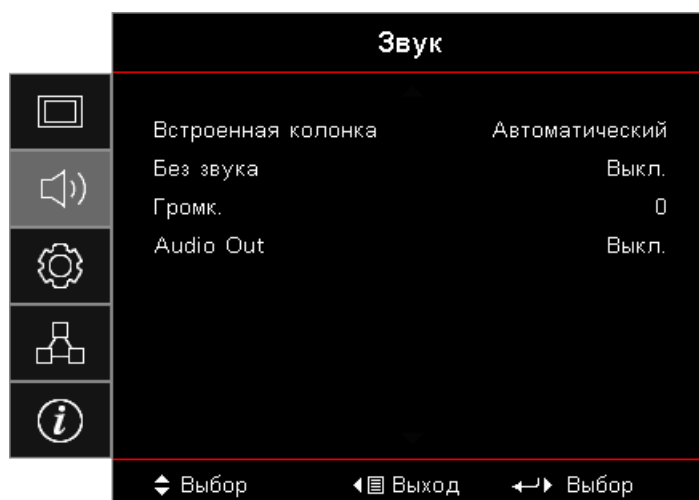 Звук
Встроенная колонка Автоматический
Без звука Выкл.
Громк. 0
Audio Out Выкл.
Выбор Выход Выбор